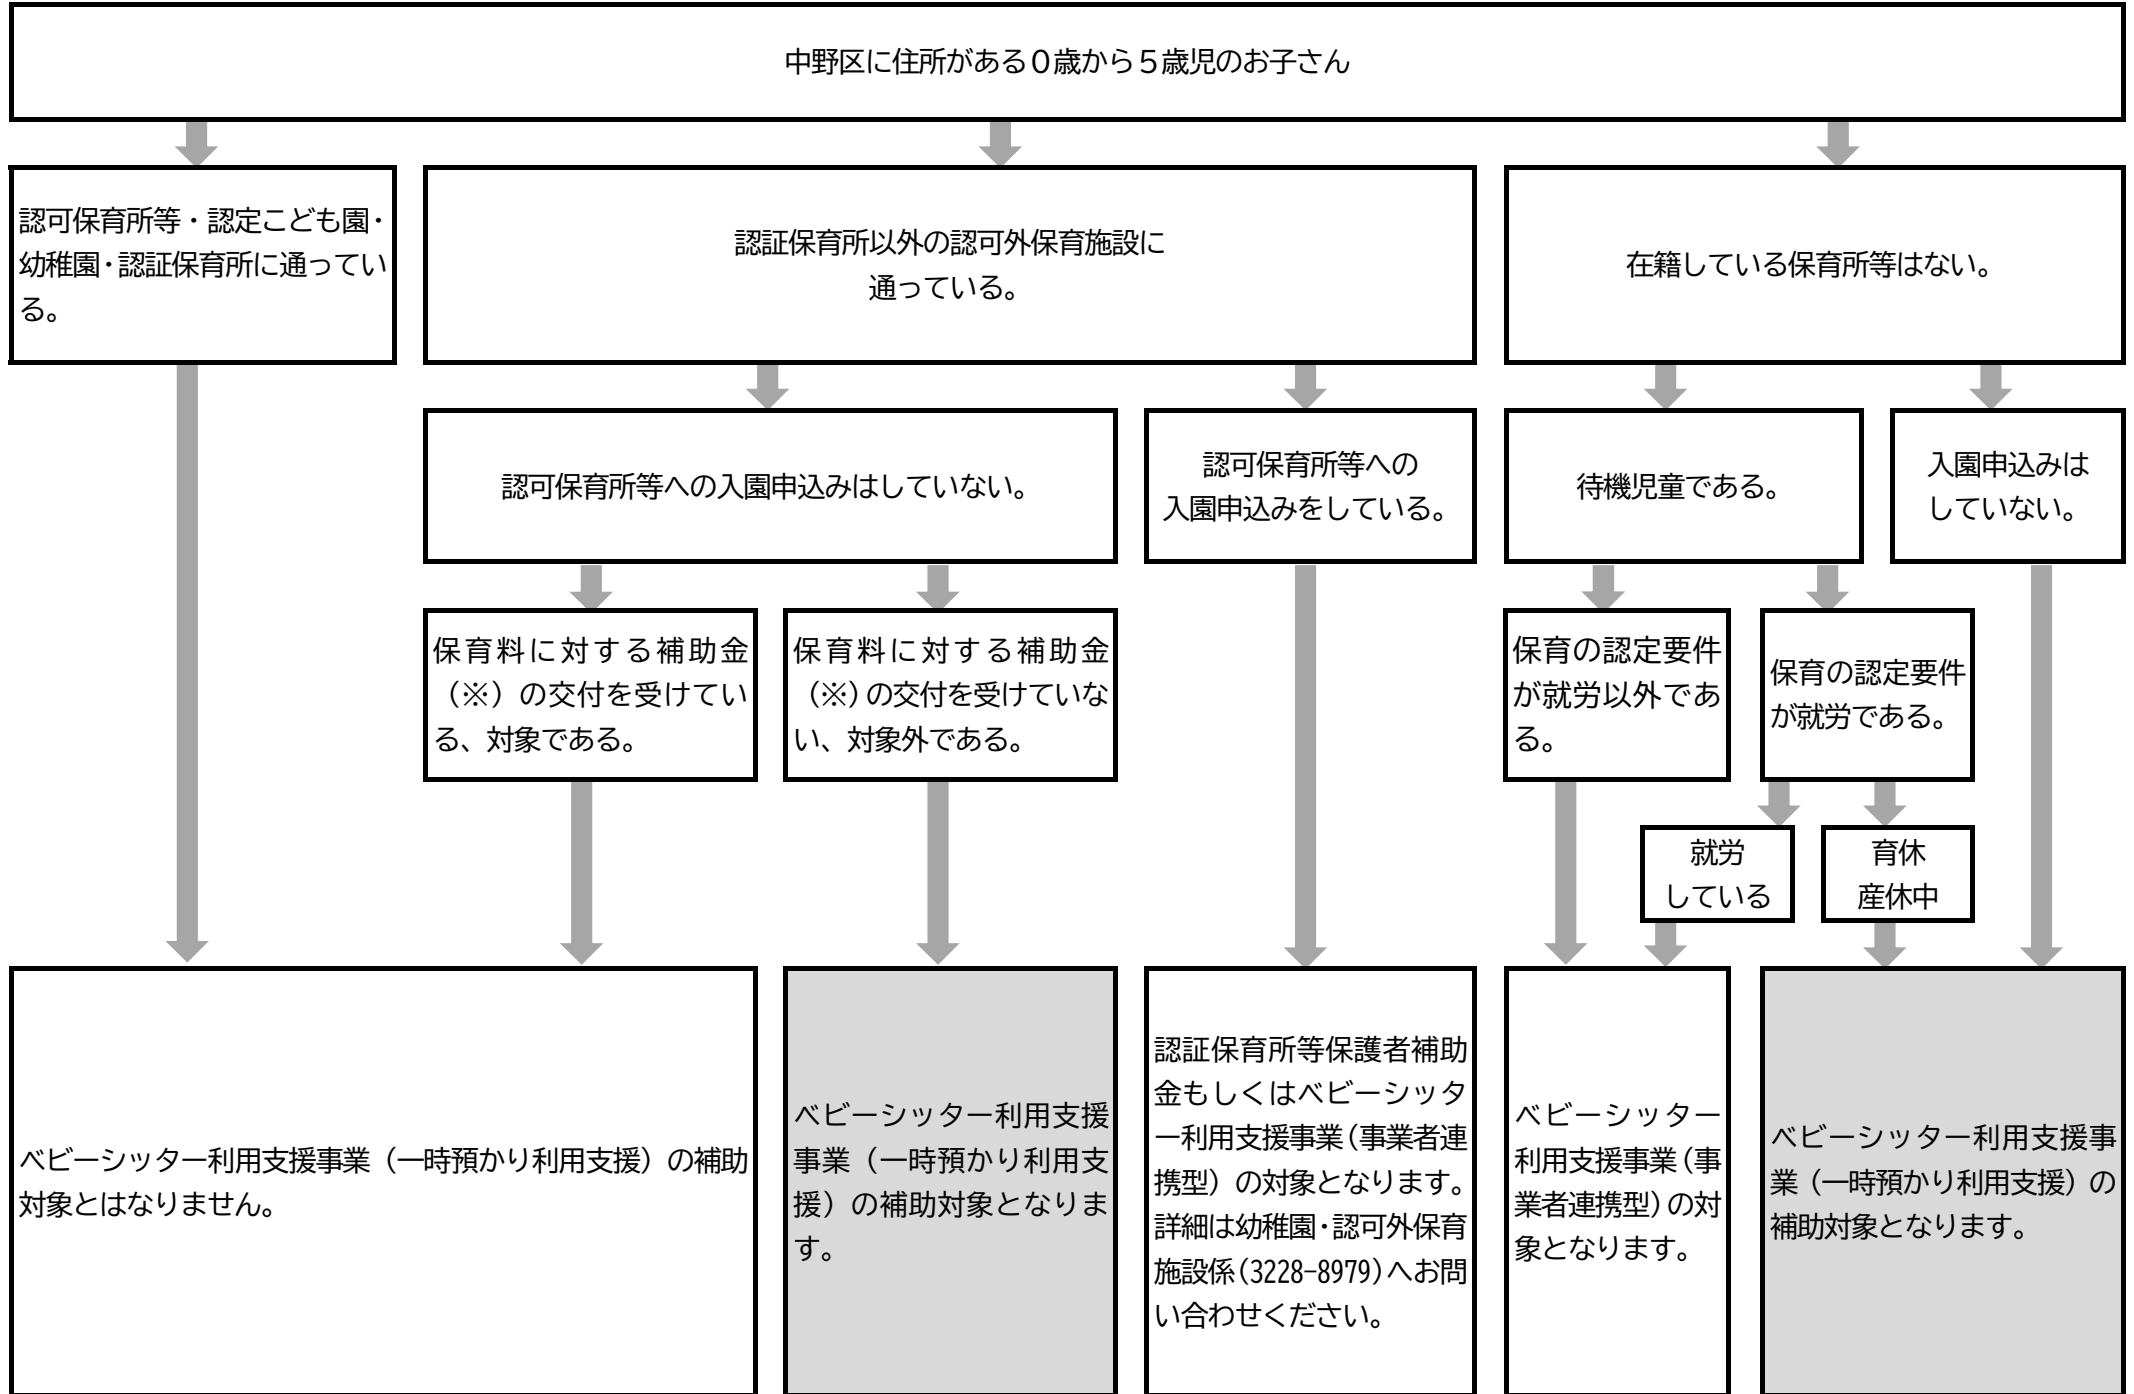 中野区に住所がある０歳から５歳児のお子さん
認可保育所等・認定こども園・
幼稚園・認証保育所に通ってい
る。
認証保育所以外の認可外保育施設に
通っている。
在籍している保育所等はない。
認可保育所等への入園申込みはしていない。
認可保育所等への
入園申込みをしている。
待機児童である。
入園申込みは
していない。
保育料に対する補助金
（※）の交付を受けてい
る、対象である。
保育料に対する補助金
（※）の交付を受けていな
い、対象外である。
保育の認定要件
が就労以外であ
る。
保育の認定要件
が就労である。
就労
している
育休
産休中
ベビーシッター利用支援事業（一時預かり利用支援）の補助
対象とはなりません。
ベビーシッター利用支援
事業（一時預かり利用支
援）の補助対象となりま
す。
認証保育所等保護者補助
金もしくはベビーシッタ
ー利用支援事業（事業者連
携型）の対象となります。
詳細は幼稚園・認可外保育
施設係（3228-8979）へお問
い合わせください。
ベビーシッター
利用支援事業（事
業者連携型）の対
象となります。
ベビーシッター利用支援事
業（一時預かり利用支援）の
補助対象となります。